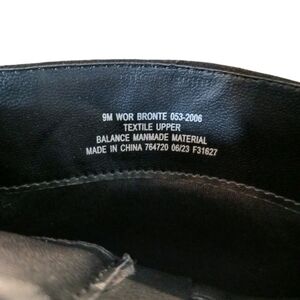 9M WOR BRONTE 053-2006
TEXTILE UPPER
BALANCE MANMADE MATERIAL
MADE IN CHINA 764720 06/23 F31627